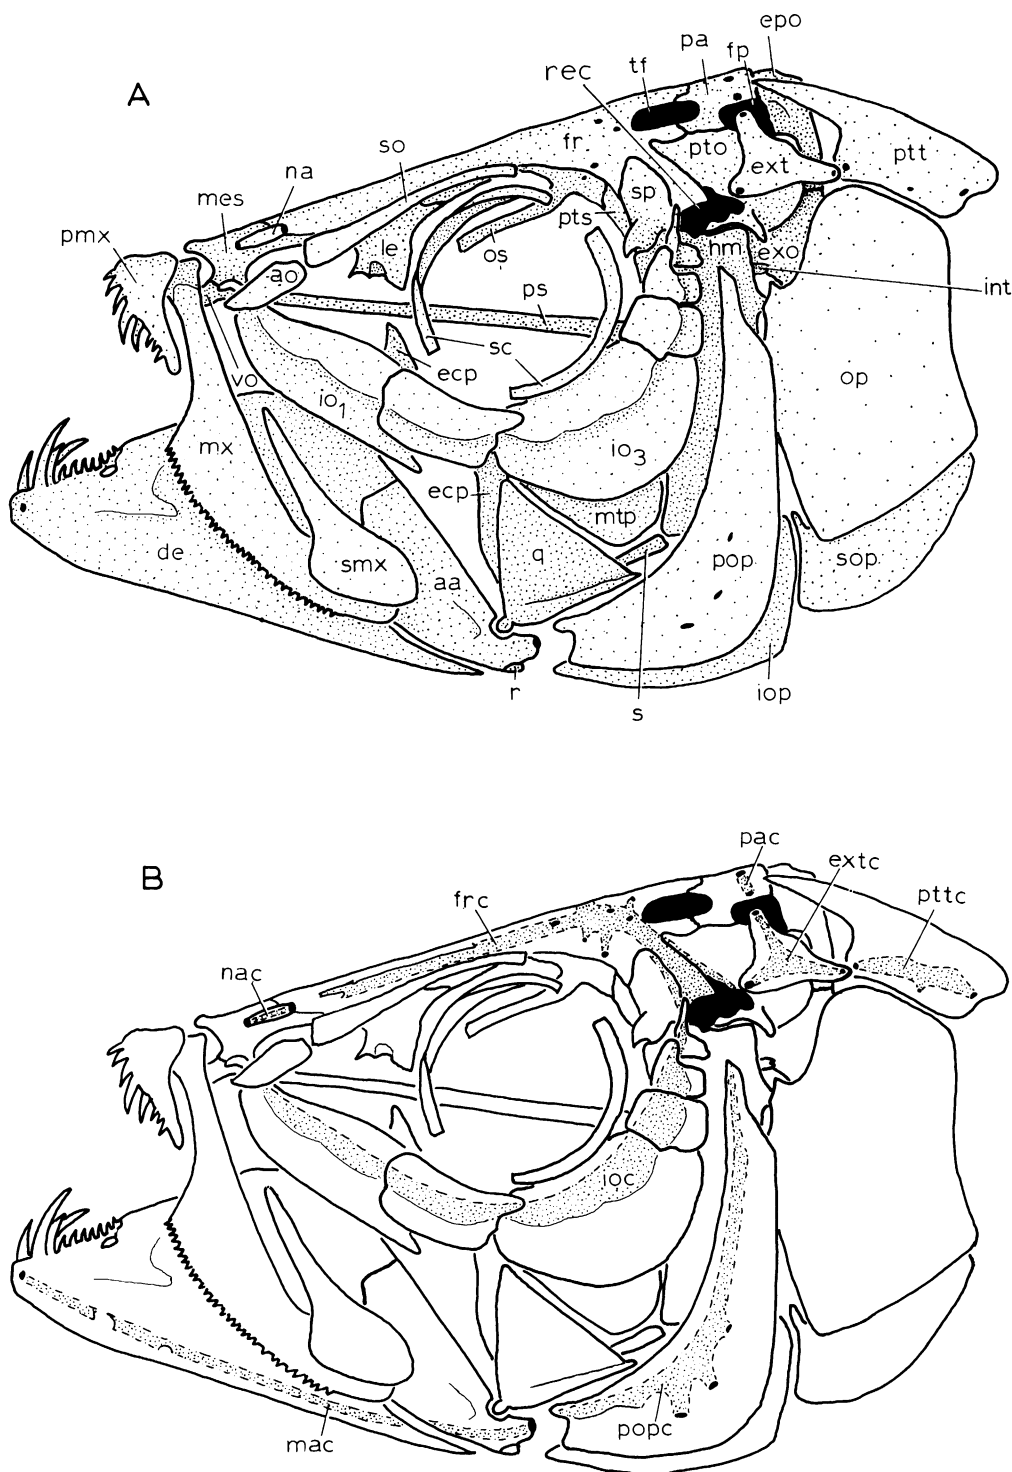 A
epo
pa
fp
tf
rec
so
fr
pto
ext
ptt
na
mes
sp
pts
pmx
le
os
hm
exo
ao
int
ps
sc
vo
ecp
io1
op
mx
io3
ecp
mtp
de
smx
aa
q
pop
sop
r
s
iop
B
pac
extc
frc
pttc
nac
ioc
popc
mac